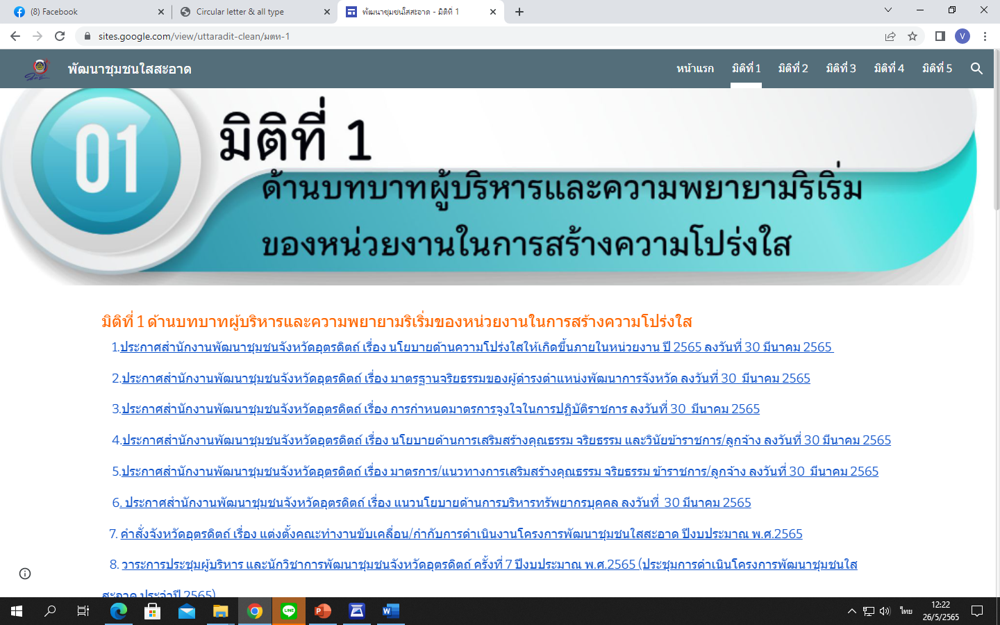 (8) Facebook
Circular letter & all type
พัฒนาชุมชนใสสะอาด - มิติที่ 1
sites.google.com/view/uttaradit-clean/มตท-1
V
พัฒนาชุมชนใสสะอาด
หน้าแรก มิติที่ 1 มิติที่ 2 มิติที่ 3 มิติที่ 4 มิติที่ 5
01
มิติที่ 1
ด้านบทบาทผู้บริหารและความพยายามริเริ่ม
ของหน่วยงานในการสร้างความโปร่งใส
มิติที่ 1 ด้านบทบาทผู้บริหารและความพยายามริเริ่มของหน่วยงานในการสร้างความโปร่งใส
1.ประกาศสำนักงานพัฒนาชุมชนจังหวัดอุตรดิตถ์ เรื่อง นโยบายด้านความโปร่งใสให้เกิดขึ้นภายในหน่วยงาน ปี 2565 ลงวันที่ 30 มีนาคม 2565
2.ประกาศสำนักงานพัฒนาชุมชนจังหวัดอุตรดิตถ์ เรื่อง มาตรฐานจริยธรรมของผู้ดำรงตำแหน่งพัฒนาการจังหวัด ลงวันที่ 30 มีนาคม 2565
3.ประกาศสำนักงานพัฒนาชุมชนจังหวัดอุตรดิตถ์ เรื่อง การกำหนดมาตรการจูงใจในการปฏิบัติราชการ ลงวันที่ 30 มีนาคม 2565
4.ประกาศสำนักงานพัฒนาชุมชนจังหวัดอุตรดิตถ์ เรื่อง นโยบายด้านการเสริมสร้างคุณธรรม จริยธรรม และวินัยข้าราชการ/ลูกจ้าง ลงวันที่ 30 มีนาคม 2565
5.ประกาศสำนักงานพัฒนาชุมชนจังหวัดอุตรดิตถ์ เรื่อง มาตรการ/แนวทางการเสริมสร้างคุณธรรม จริยธรรม ข้าราชการ/ลูกจ้าง ลงวันที่ 30 มีนาคม 2565
6. ประกาศสำนักงานพัฒนาชุมชนจังหวัดอุตรดิตถ์ เรื่อง แนวนโยบายด้านการบริหารทรัพยากรบุคคล ลงวันที่ 30 มีนาคม 2565
7. คำสั่งจังหวัดอุตรดิตถ์ เรื่อง แต่งตั้งคณะทำงานขับเคลื่อน/กำกับการดำเนินงานโครงการพัฒนาชุมชนใสสะอาด ปีงบประมาณ พ.ศ.2565
8. วาระการประชุมผู้บริหาร และนักวิชาการพัฒนาชุมชนจังหวัดอุตรดิตถ์ ครั้งที่ 7 ปีงบประมาณ พ.ศ.2565 (ประชุมการดำเนินโครงการพัฒนาชุมชนใส
สะอาด ประจำปี 2565)
LINE
ไทย
12:22
26/5/2565